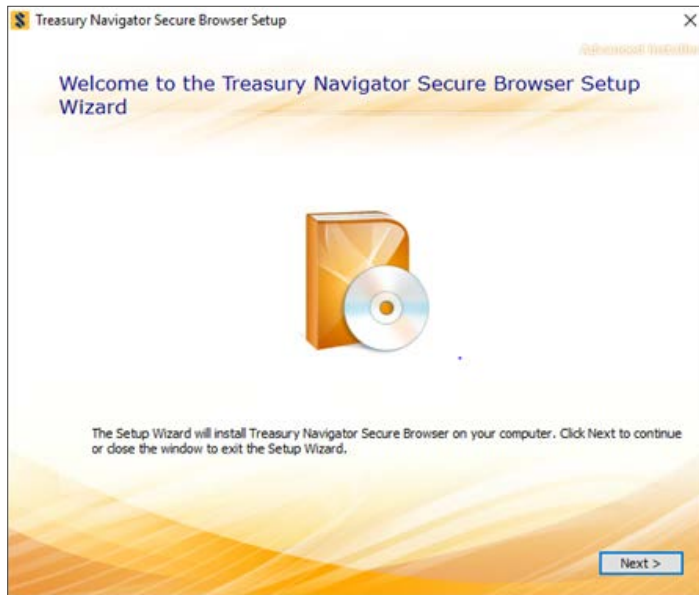 Treasury Navigator Secure Browser Setup
Advanced Installer
Welcome to the Treasury Navigator Secure Browser Setup
Wizard
The Setup Wizard will install Treasury Navigator Secure Browser on your computer. Click Next to continue
or close the window to exit the Setup Wizard.
Next >